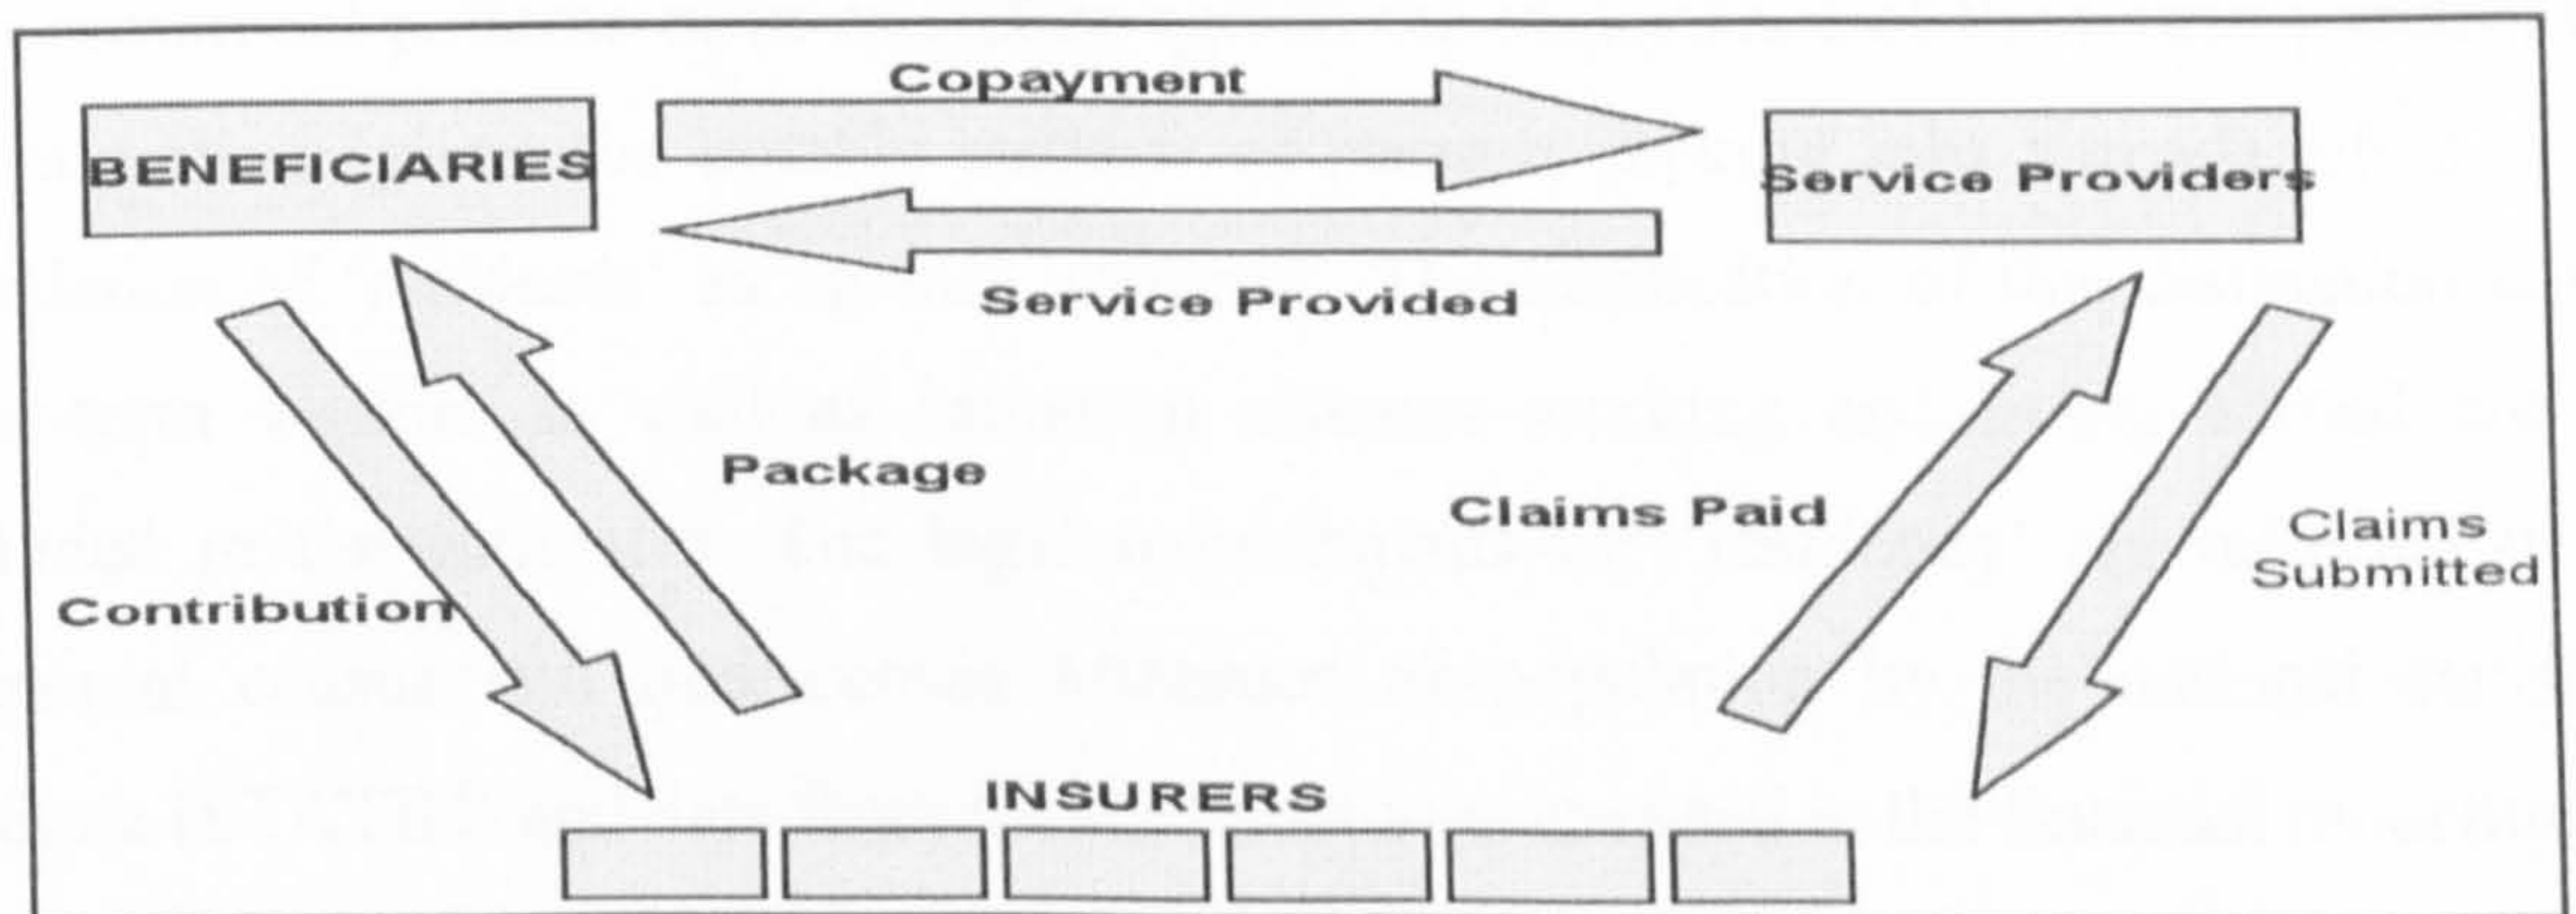 Copayment
BENEFICIARIES
Service Providers
Service Provided
Package
Claims Paid
Claims
Submitted
Contribution
INSURERS